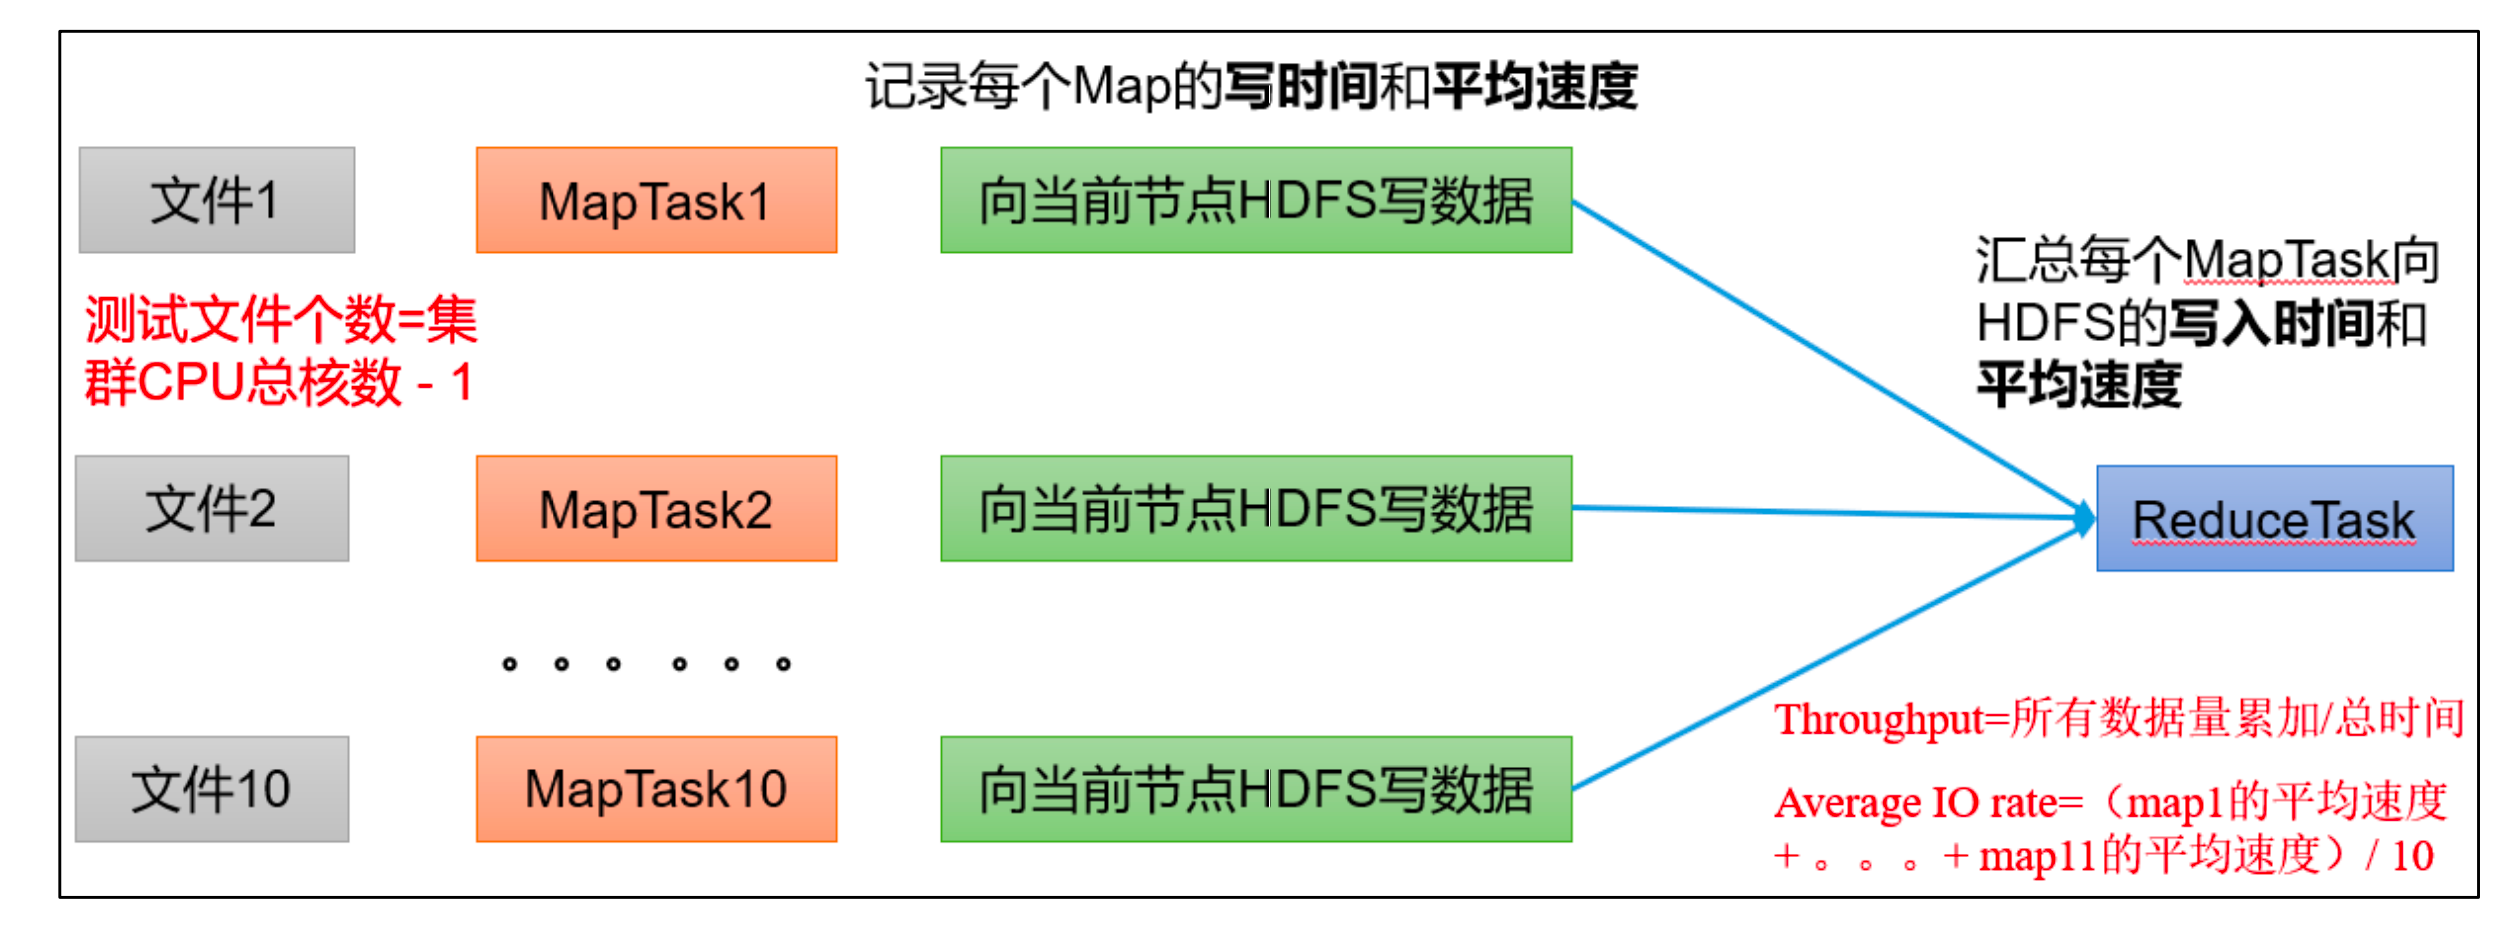 记录每个Map的写时间和平均速度
文件1
MapTask1
向当前节点HDFS写数据
测试文件个数=集
群CPU总核数 - 1
汇总每个MapTask向
HDFS的写入时间和
平均速度
文件2
MapTask2
向当前节点HDFS写数据
ReduceTask
。。。 。。。
文件10
MapTask10
向当前节点HDFS写数据
Throughput=所有数据量累加/总时间
Average IO rate=（map1的平均速度
+ 。。。+ map11的平均速度）/ 10